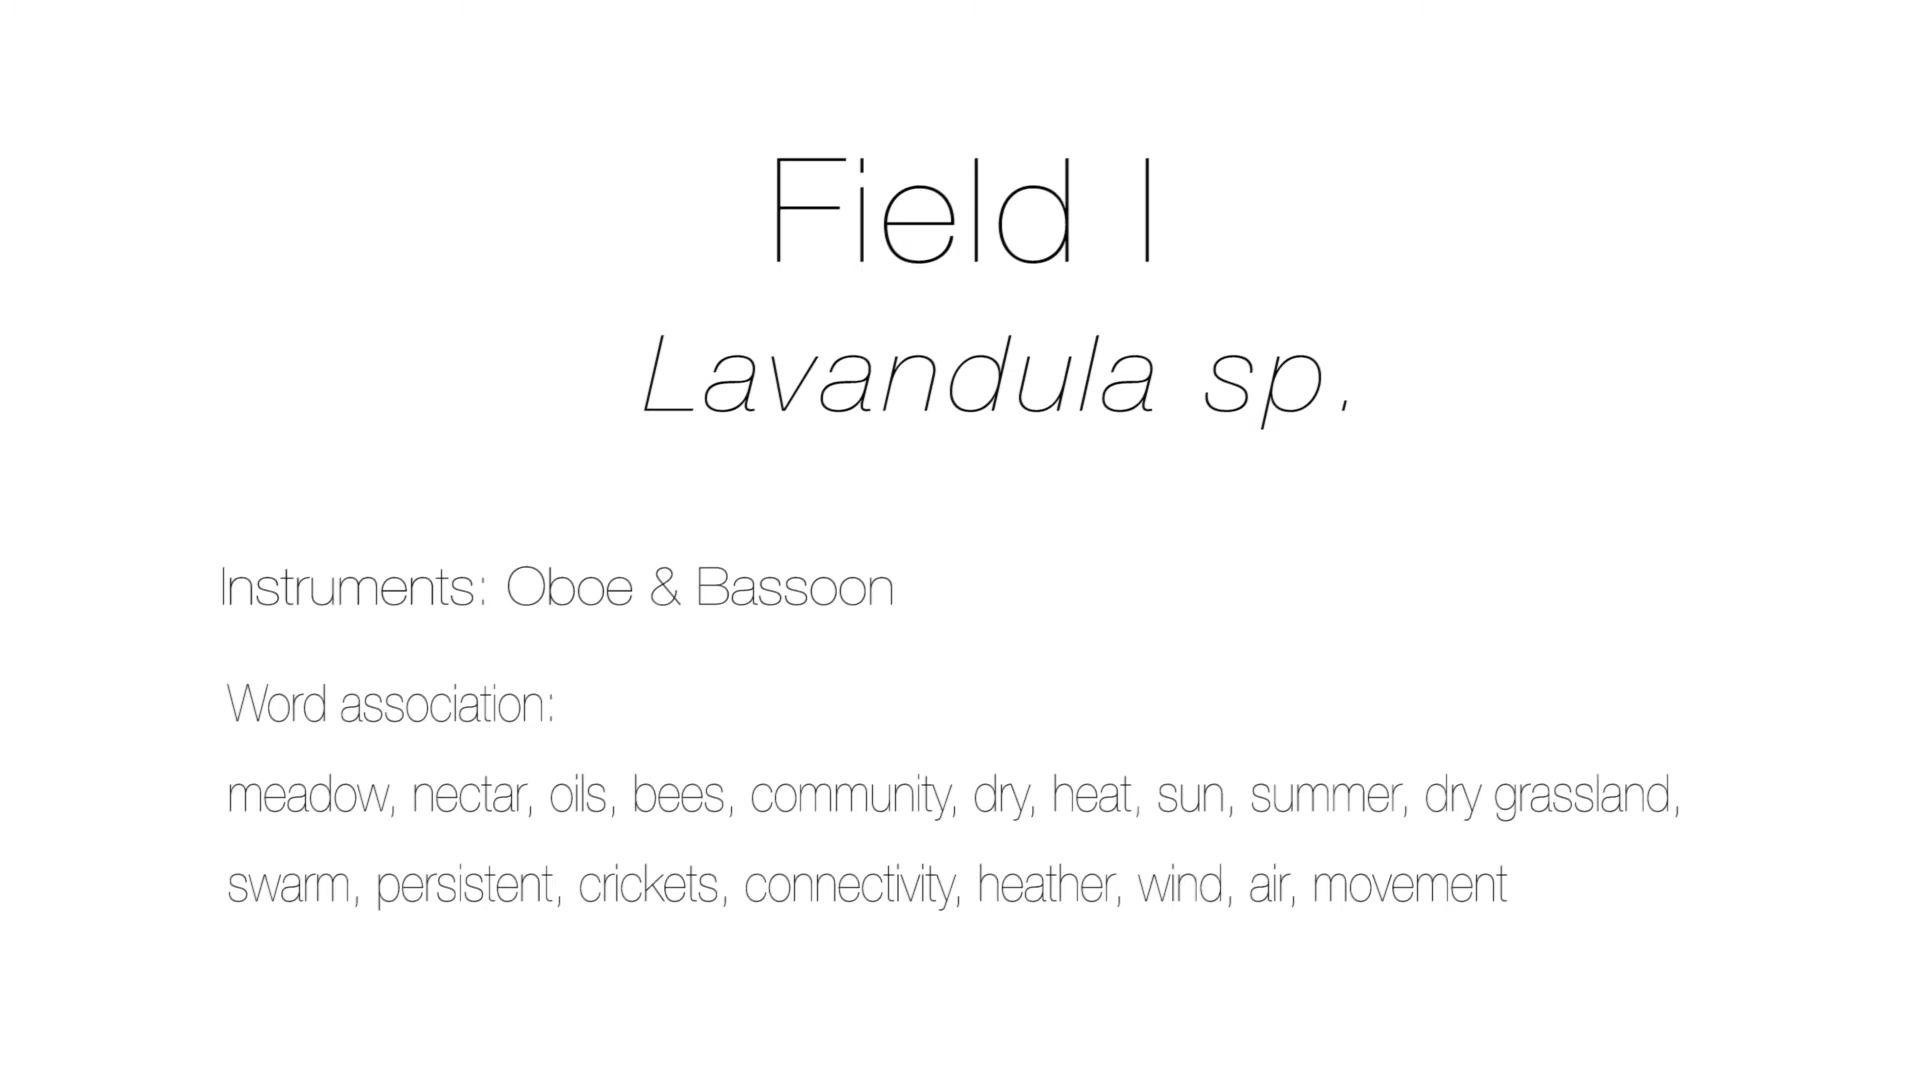 Field I
Lavandula sp.
Instruments: Oboe & Bassoon
Word association:
meadow, nectar, oils, bees, community, dry, heat, sun, summer, dry grassland,
swarm, persistent, crickets, connectivity, heather, wind, air, movement